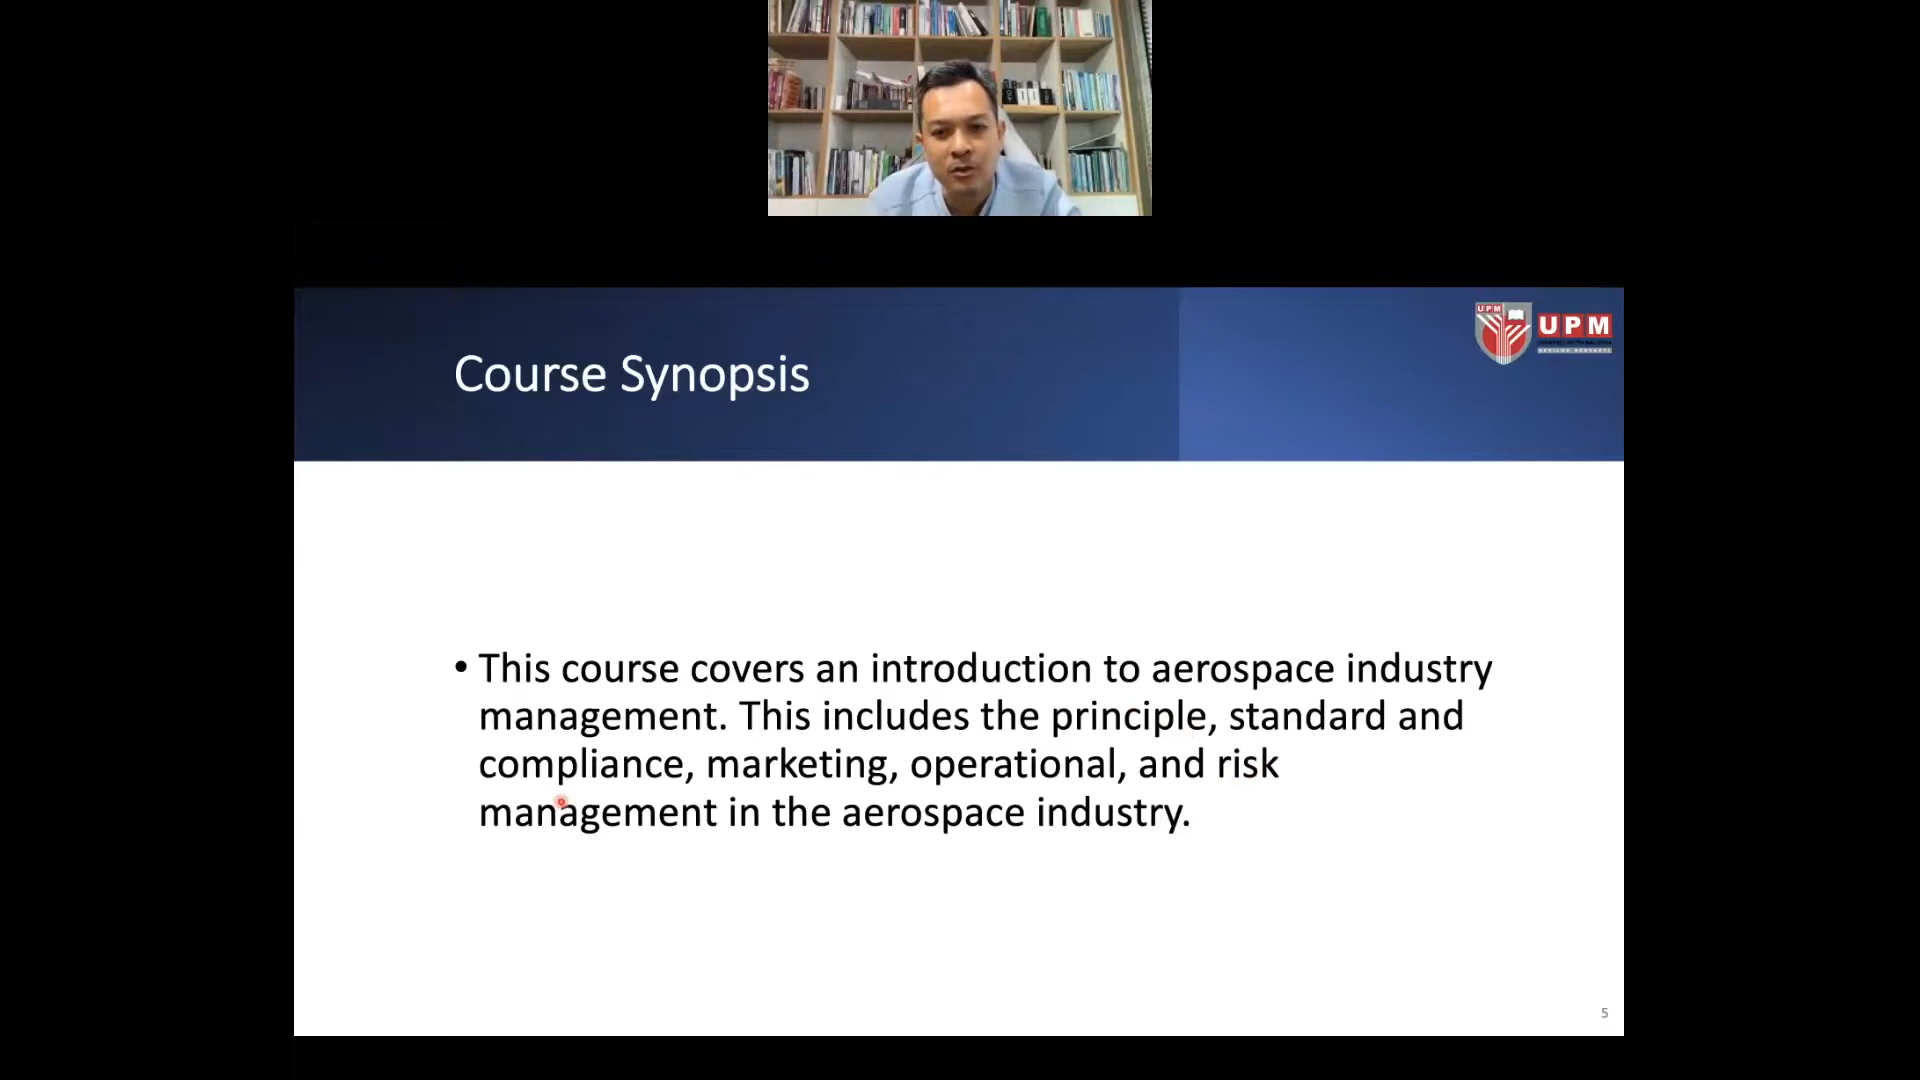 UPM
UPM
Course Synopsis
• This course covers an introduction to aerospace industry
management. This includes the principle, standard and
compliance, marketing, operational, and risk
management in the aerospace industry.
5